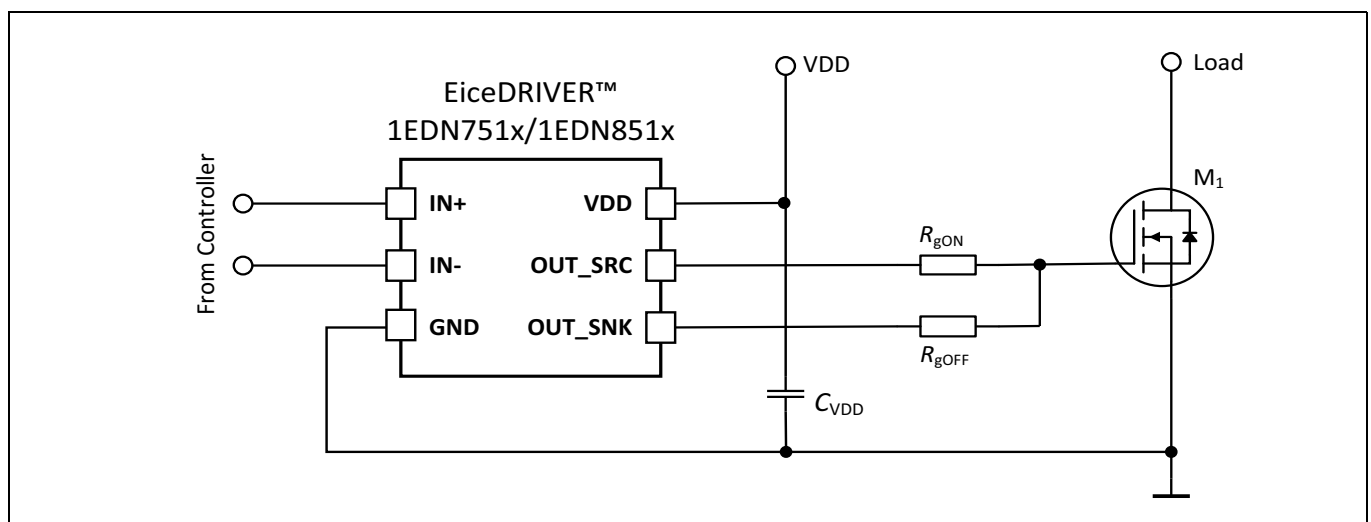 EiceDRIVER™
1EDN751x/1EDN851x
VDD
Load
From Controller
IN+
VDD
M1
IN-
OUT_SRC
RgON
GND
OUT_SNK
RgOFF
CVDD